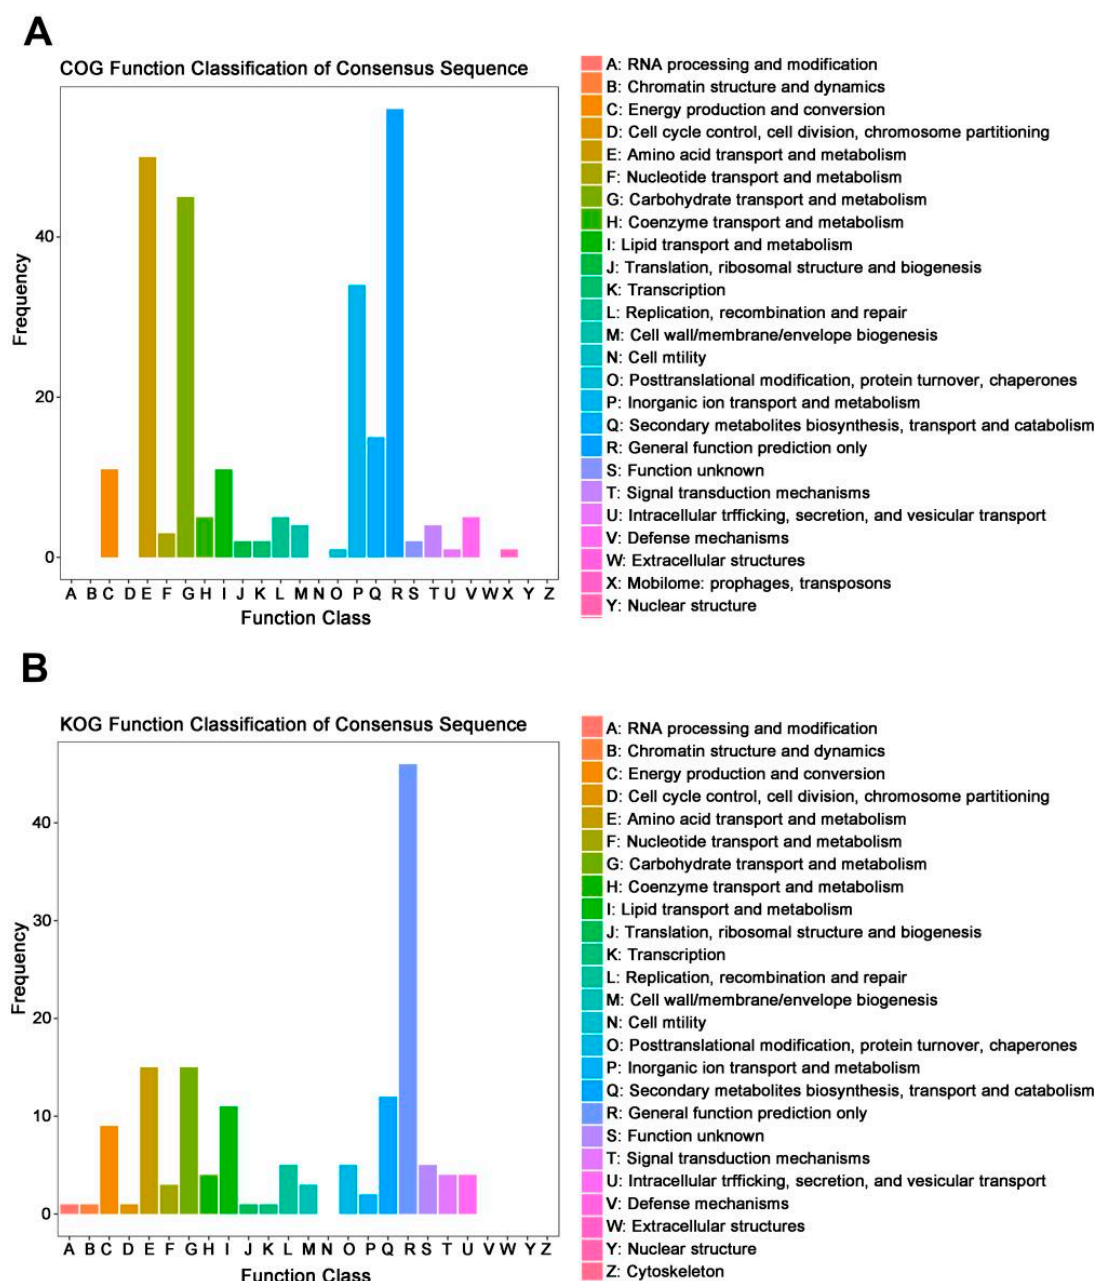 A
COG Function Classification of Consensus Sequence
40
20
0
Frequency
A B C D E F G H I J K L M N O P Q R S T U V W X Y Z
Function Class
A: RNA processing and modification
B: Chromatin structure and dynamics
C: Energy production and conversion
D: Cell cycle control, cell division, chromosome partitioning
E: Amino acid transport and metabolism
F: Nucleotide transport and metabolism
G: Carbohydrate transport and metabolism
H: Coenzyme transport and metabolism
I: Lipid transport and metabolism
J: Translation, ribosomal structure and biogenesis
K: Transcription
L: Replication, recombination and repair
M: Cell wall/membrane/envelope biogenesis
N: Cell mtility
O: Posttranslational modification, protein turnover, chaperones
P: Inorganic ion transport and metabolism
Q: Secondary metabolites biosynthesis, transport and catabolism
R: General function prediction only
S: Function unknown
T: Signal transduction mechanisms
U: Intracellular trfficking, secretion, and vesicular transport
V: Defense mechanisms
W: Extracellular structures
X: Mobilome: prophages, transposons
Y: Nuclear structure
B
KOG Function Classification of Consensus Sequence
40
30
20
10
0
Frequency
A B C D E F G H I J K L M N O P Q R S T U V W Y Z
Function Class
A: RNA processing and modification
B: Chromatin structure and dynamics
C: Energy production and conversion
D: Cell cycle control, cell division, chromosome partitioning
E: Amino acid transport and metabolism
F: Nucleotide transport and metabolism
G: Carbohydrate transport and metabolism
H: Coenzyme transport and metabolism
I: Lipid transport and metabolism
J: Translation, ribosomal structure and biogenesis
K: Transcription
L: Replication, recombination and repair
M: Cell wall/membrane/envelope biogenesis
N: Cell mtility
O: Posttranslational modification, protein turnover, chaperones
P: Inorganic ion transport and metabolism
Q: Secondary metabolites biosynthesis, transport and catabolism
R: General function prediction only
S: Function unknown
T: Signal transduction mechanisms
U: Intracellular trfficking, secretion, and vesicular transport
V: Defense mechanisms
W: Extracellular structures
Y: Nuclear structure
Z: Cytoskeleton